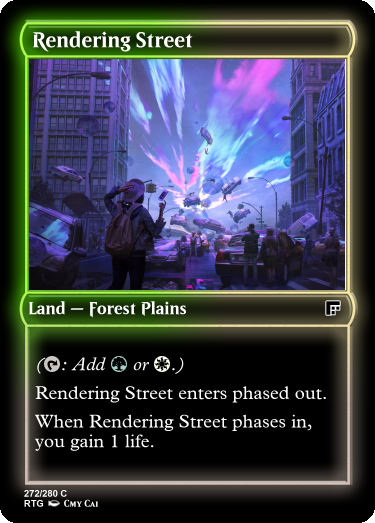 Rendering Street
Land — Forest Plains
(: Add or .)
Rendering Street enters phased out.
When Rendering Street phases in,
you gain 1 life.
272/280 C
RTG Cmy Cai